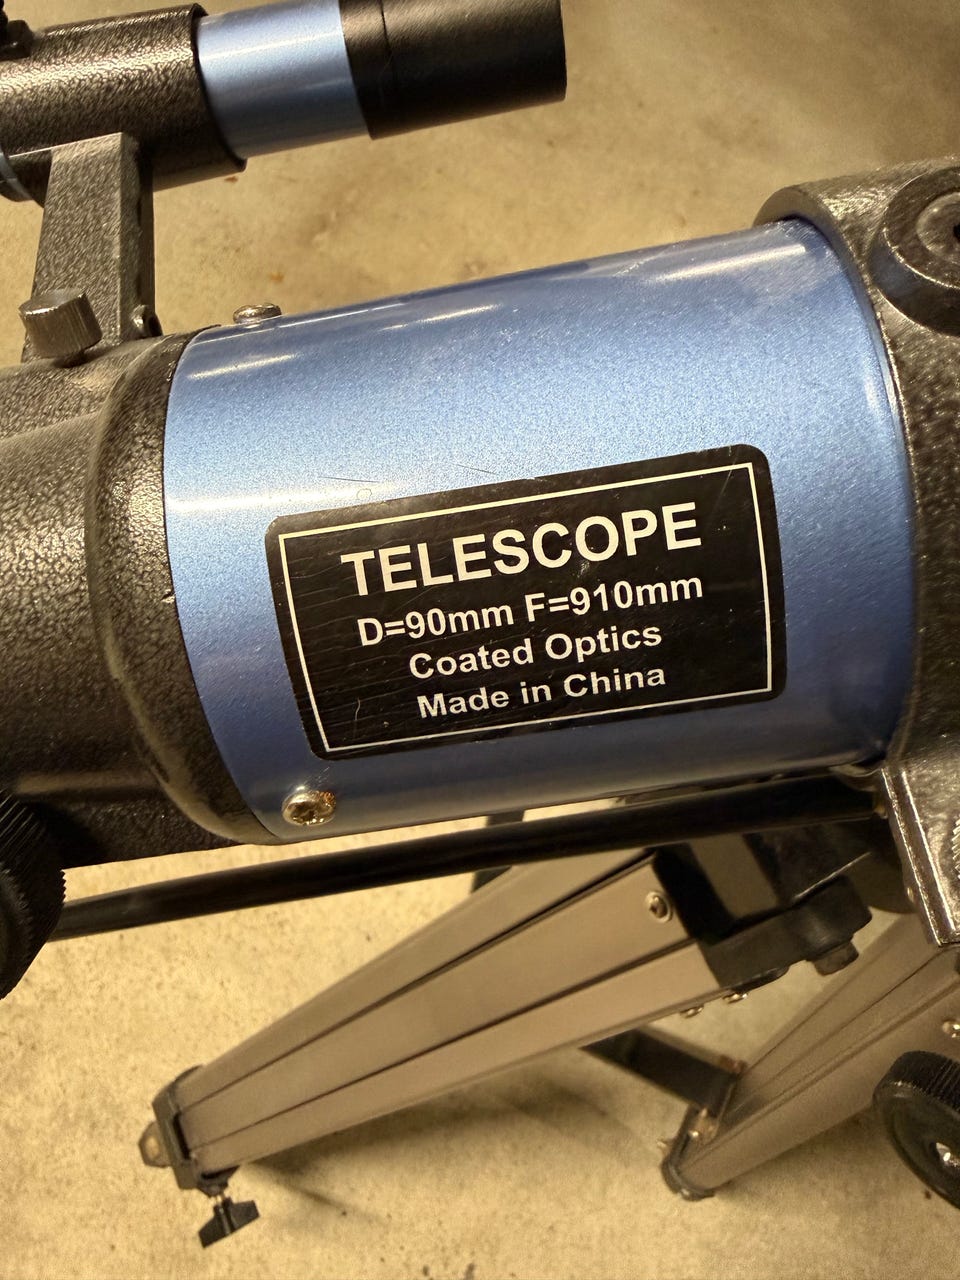 TELESCOPE
D=90mm F=910mm
Coated Optics
Made in China